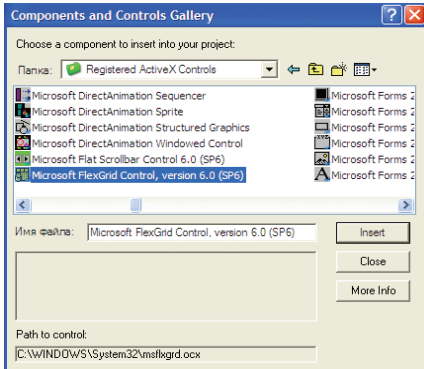 Components and Controls Gallery
Choose a component to insert into your project:
Папка: Registered ActiveX Controls
Microsoft DirectAnimation Sequencer
Microsoft DirectAnimation Sprite
Microsoft DirectAnimation Structured Graphics
Microsoft DirectAnimation Windowed Control
Microsoft Flat Scrollbar Control 6.0 (SP6)
Microsoft FlexGrid Control, version 6.0 (SP6)
Microsoft Forms 2
Microsoft Forms 2
Microsoft Forms 2
Microsoft Forms 2
Microsoft Forms 2
Microsoft Forms 2
Имя файла: Microsoft FlexGrid Control, version 6.0 (SP6)
Insert
Close
More Info
Path to control:
C:\WINDOWS\System32\msflxgrd.ocx